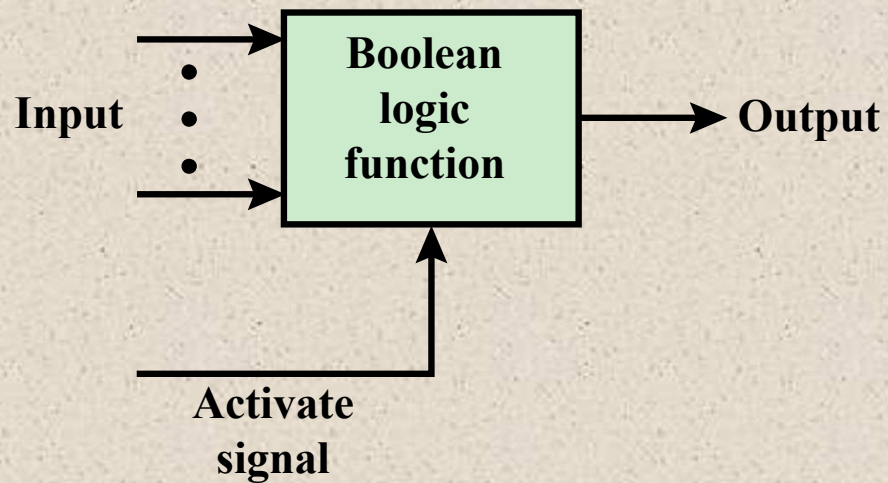 Boolean
logic
function
Input
Output
Activate
signal